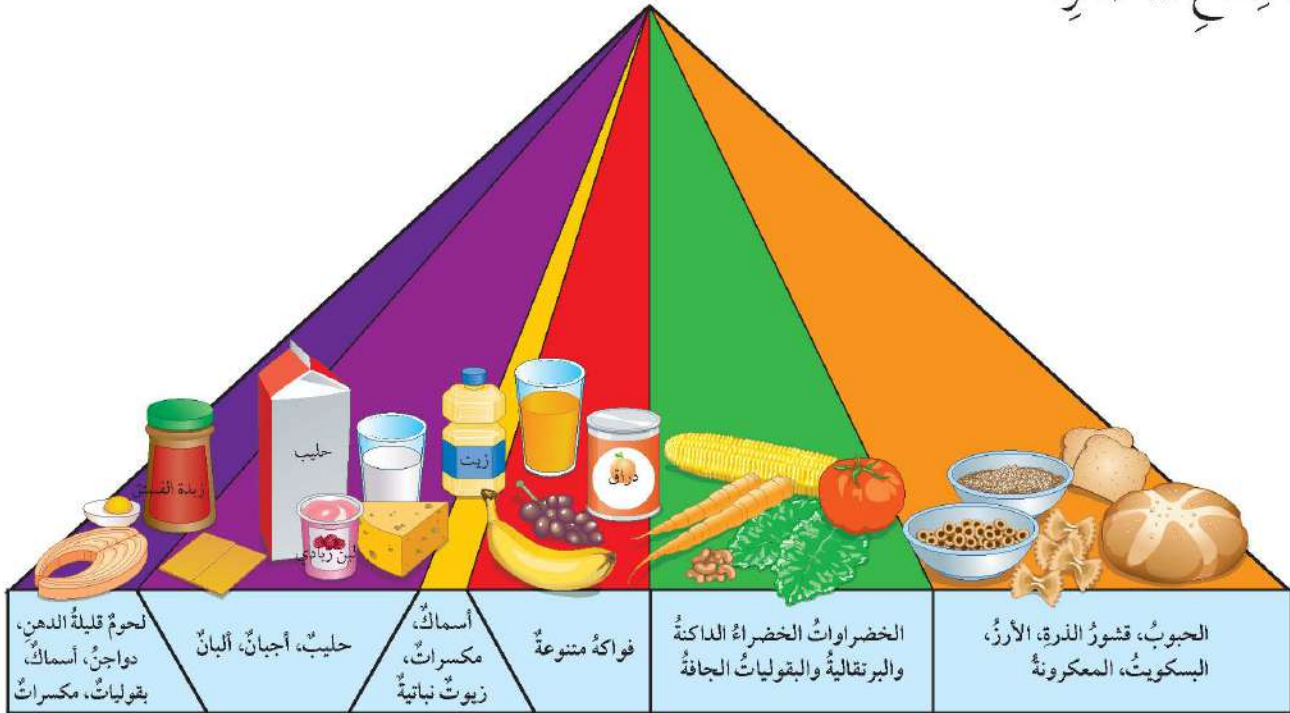 حليب
زيت
دراق
زبدة الفستق
لبن زبادي
الحبوبُ، قشورُ الذرةِ، الأرزُ،
البسكويتُ، المعكرونةُ
الخضراواتُ الخضراءُ الداكنةُ
والبرتقاليةُ والبقولياتُ الجافةُ
فواكهُ متنوعةٌ
أسماكٌ،
مكسراتٌ،
زيوتٌ نباتيةٌ
حليبٌ، أجبانٌ، ألبانٌ
لحومٌ قليلةُ الدهنِ،
دواجنُ، أسماكٌ،
بقولياتٌ، مكسراتٌ